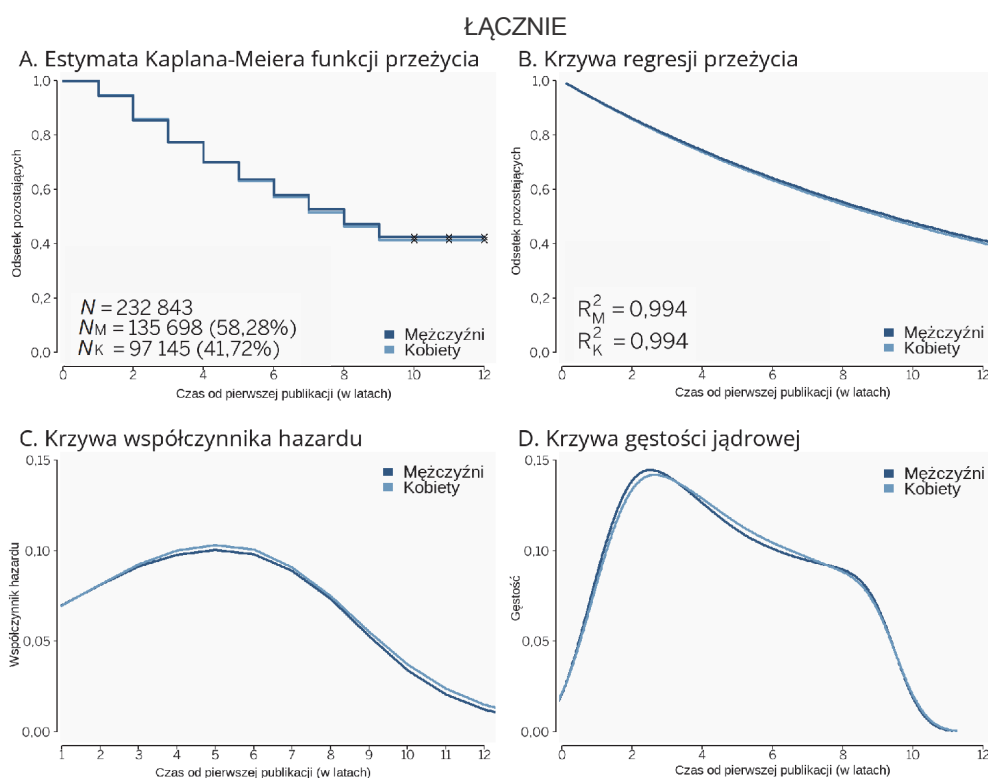 ŁĄCZNIE
A. Estymata Kaplana-Meiera funkcji przeżycia
Odsetek pozostających
1.0
0,8
0,6
0,4
0,2
0,0
N = 232 843
NM = 135 698 (58,28%)
NK = 97 145 (41,72%)
Mężczyźni
Kobiety
0 2 4 6 8 10 12
Czas od pierwszej publikacji (w latach)
B. Krzywa regresji przeżycia
Odsetek pozostających
1.0
0,8
0,6
0,4
0,2
0,0
R²M = 0,994
R²K = 0,994
Mężczyźni
Kobiety
0 2 4 6 8 10 12
Czas od pierwszej publikacji (w latach)
C. Krzywa współczynnika hazardu
Współczynnik hazardu
0,15
0,10
0,05
0,00
Mężczyźni
Kobiety
1 2 3 4 5 6 7 8 9 10 11 12
Czas od pierwszej publikacji (w latach)
D. Krzywa gęstości jądrowej
Gęstość
0,15
0,10
0,05
0,00
Mężczyźni
Kobiety
0 2 4 6 8 10 12
Czas od pierwszej publikacji (w latach)